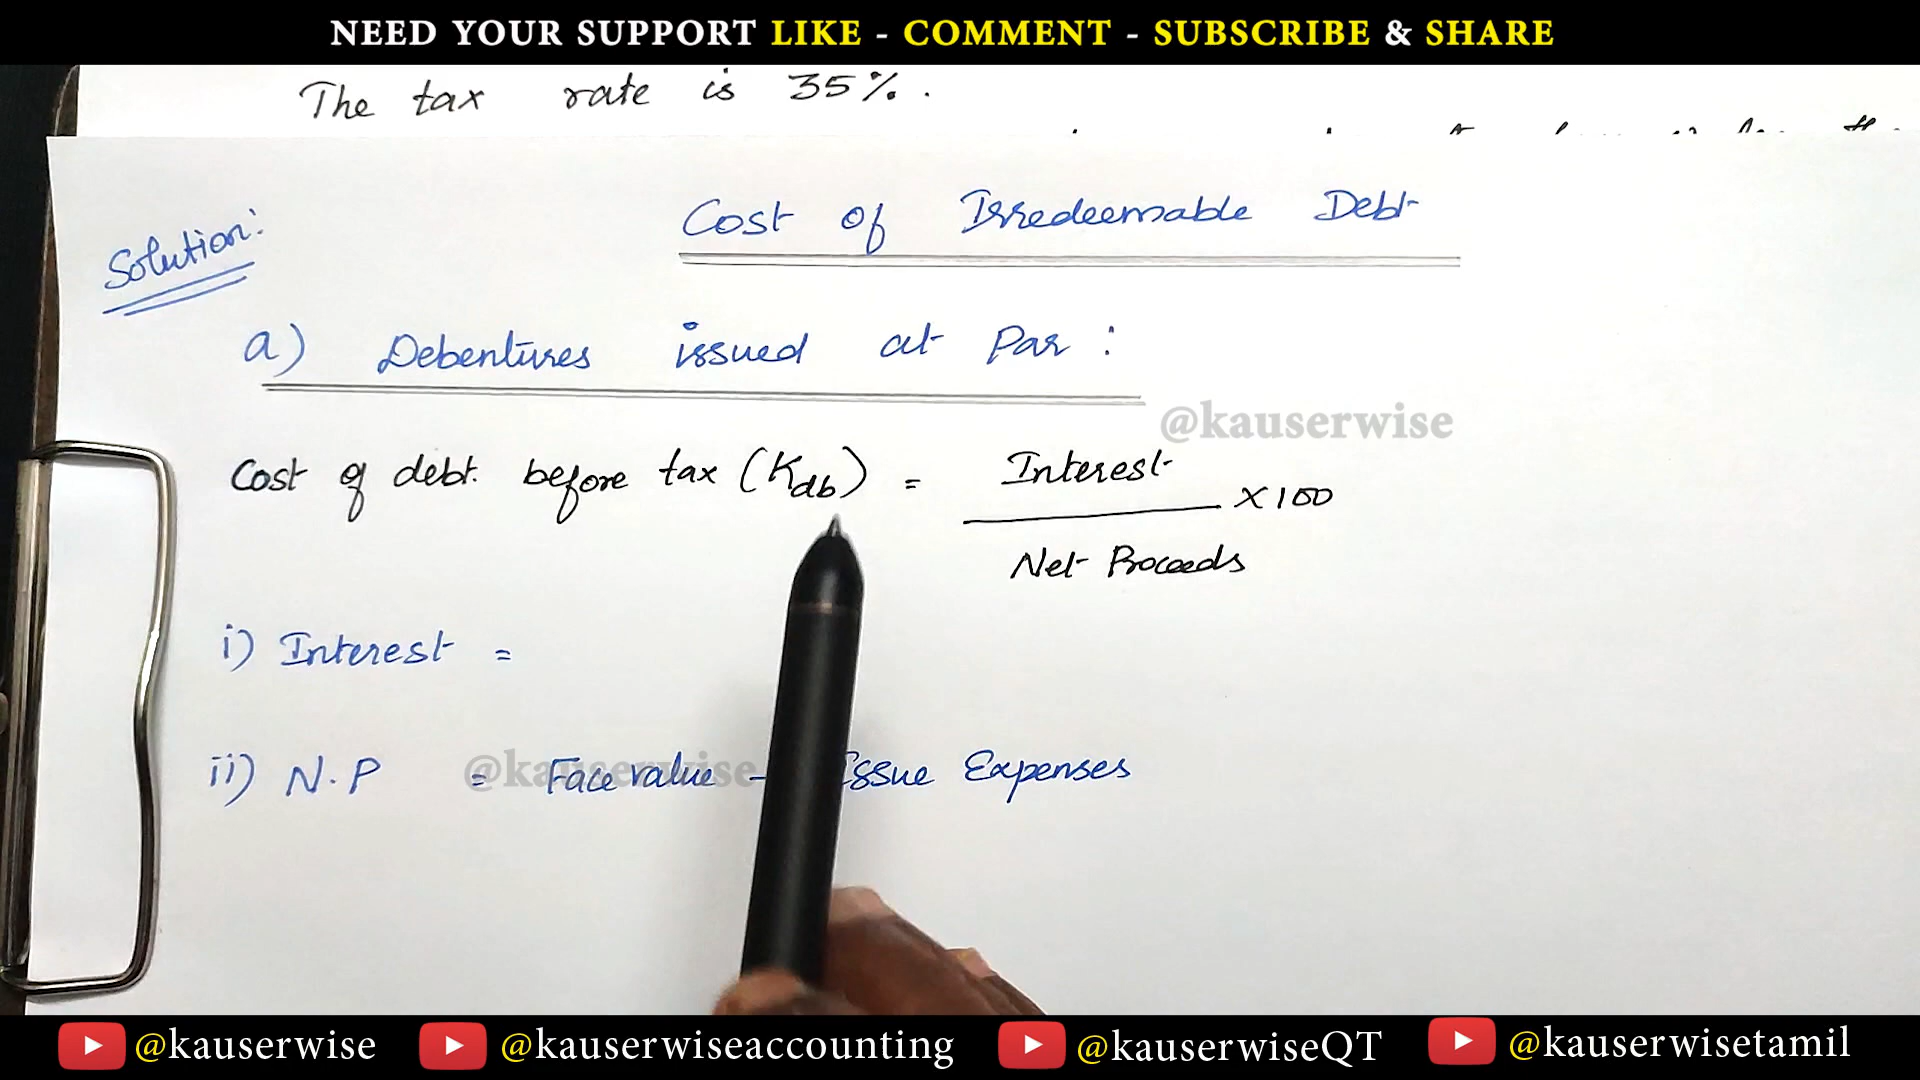 NEED YOUR SUPPORT LIKE - COMMENT - SUBSCRIBE & SHARE
The tax rate is 35%.
Solution:
Cost of Irredeemable Debt
a) Debentures issued at Par:
@kauserwise
Cost of debt before tax (Kdb) = Interest
× 100
Net Proceeds
i) Interest =
ii) N.P = Face value - Issue Expenses
@kauserwise
@kauserwise @kauserwiseaccounting @kauserwiseQT @kauserwisetamil